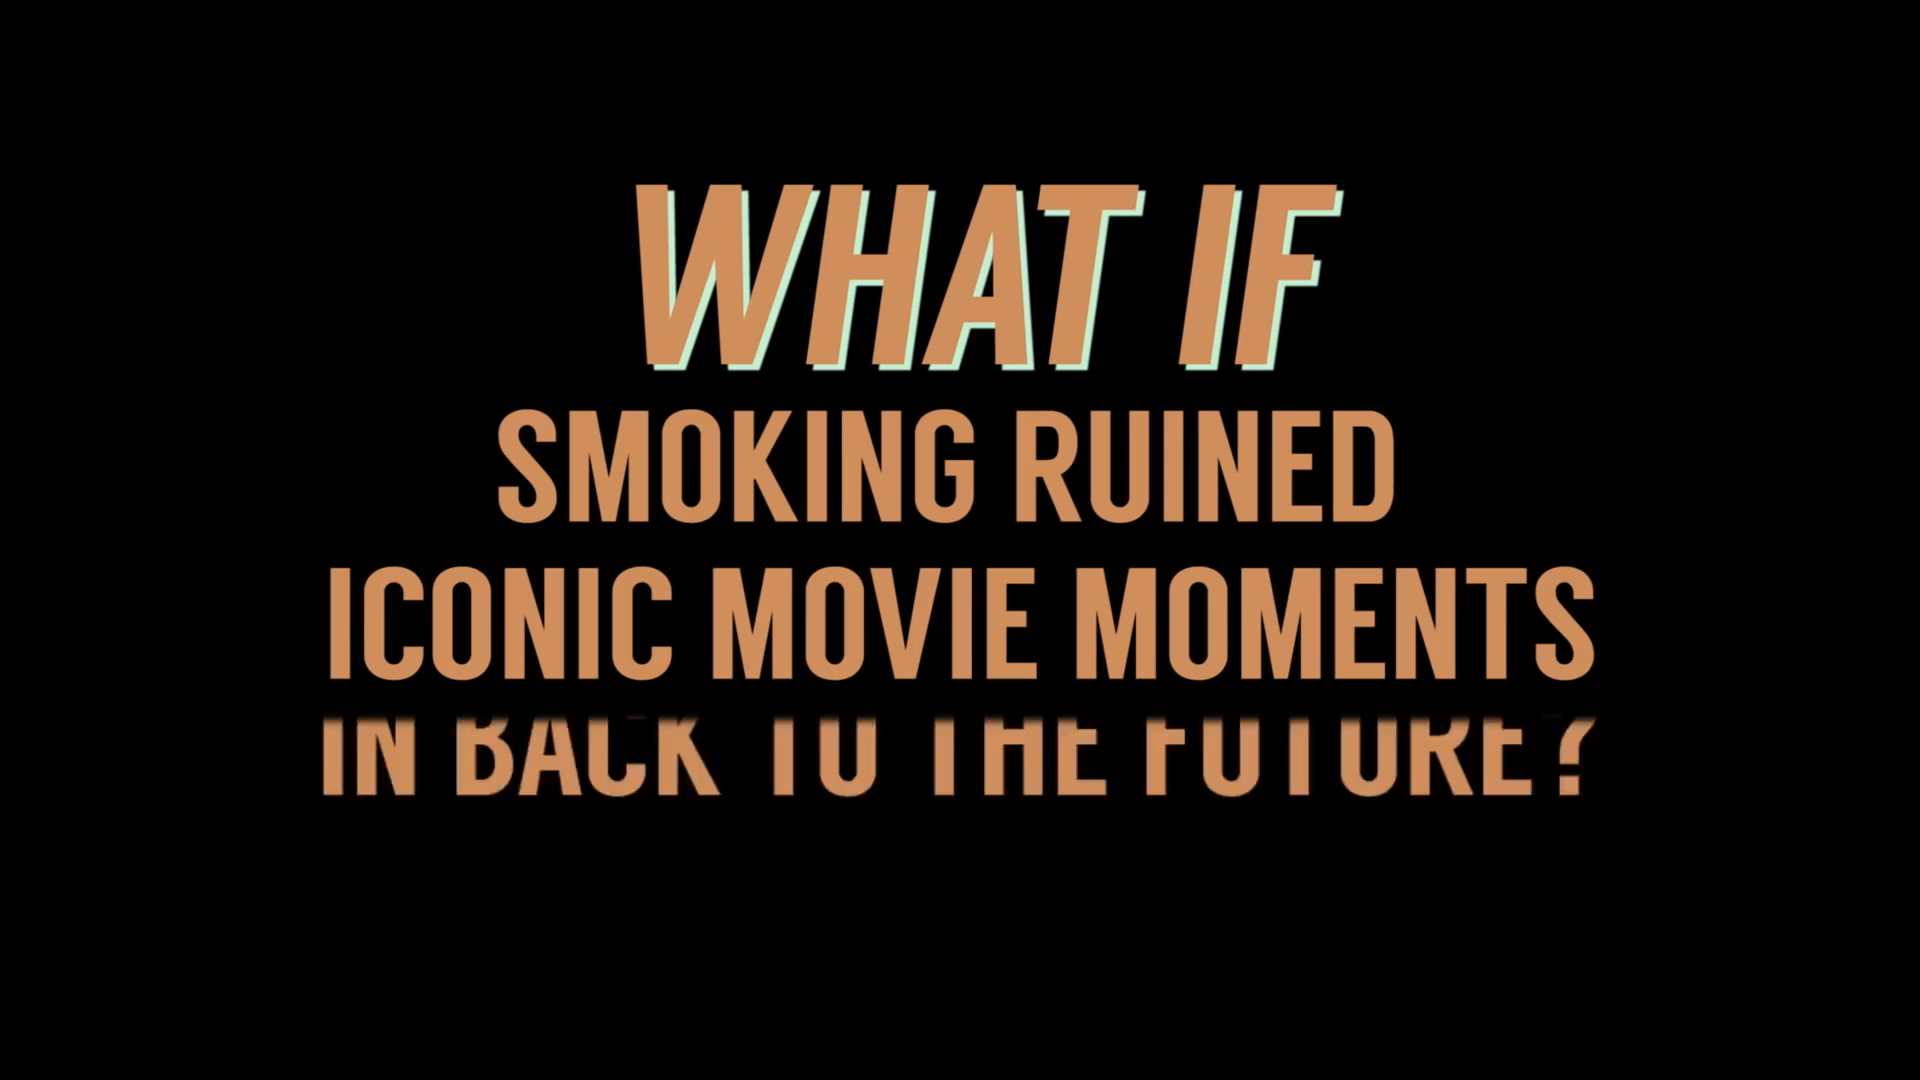 WHAT IF
SMOKING RUINED
ICONIC MOVIE MOMENTS
IN BACK TO THE FUTURE?